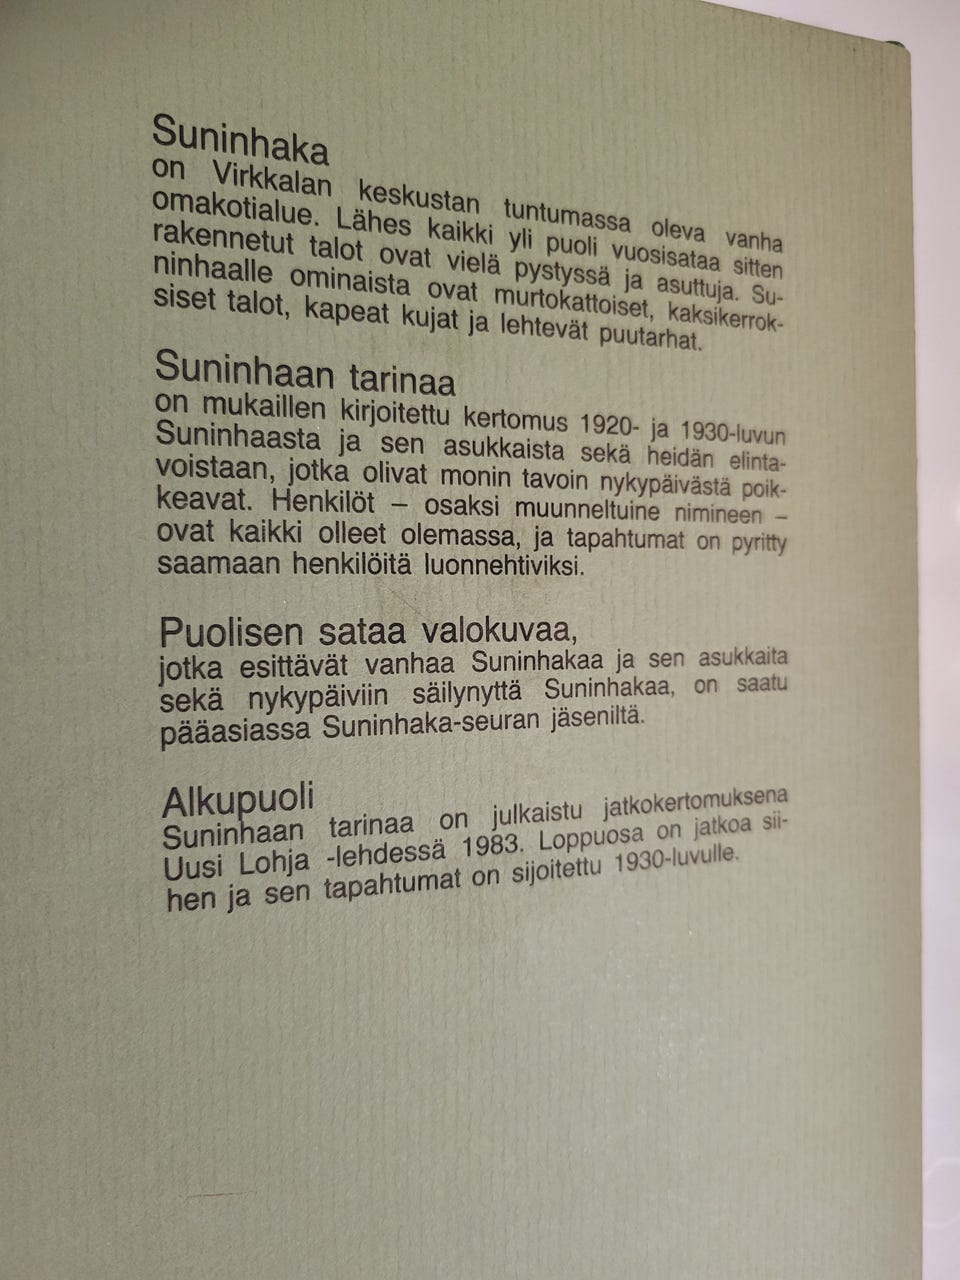 Suninhaka
on Virkkalan keskustan tuntumassa oleva vanha
omakotialue. Lähes kaikki yli puoli vuosisataa sitten
rakennetut talot ovat vielä pystyssä ja asuttuja. Su-
ninhaalle ominaista ovat murtokattoiset, kaksikerrok-
siset talot, kapeat kujat ja lehtevät puutarhat.
Suninhaan tarinaa
on mukaillen kirjoitettu kertomus 1920- ja 1930-luvun
Suninhaasta ja sen asukkaista sekä heidän elinta-
voistaan, jotka olivat monin tavoin nykypäivästä poik-
keavat. Henkilöt – osaksi muunneltuine nimineen –
ovat kaikki olleet olemassa, ja tapahtumat on pyritty
saamaan henkilöitä luonnehtiviksi.
Puolisen sataa valokuvaa,
jotka esittävät vanhaa Suninhakaa ja sen asukkaita
sekä nykypäiviin säilynyttä Suninhakaa, on saatu
pääasiassa Suninhaka-seuran jäseniltä.
Alkupuoli
Suninhaan tarinaa on julkaistu jatkokertomuksena
Uusi Lohja -lehdessä 1983. Loppuosa on jatkoa sii-
hen ja sen tapahtumat on sijoitettu 1930-luvulle.